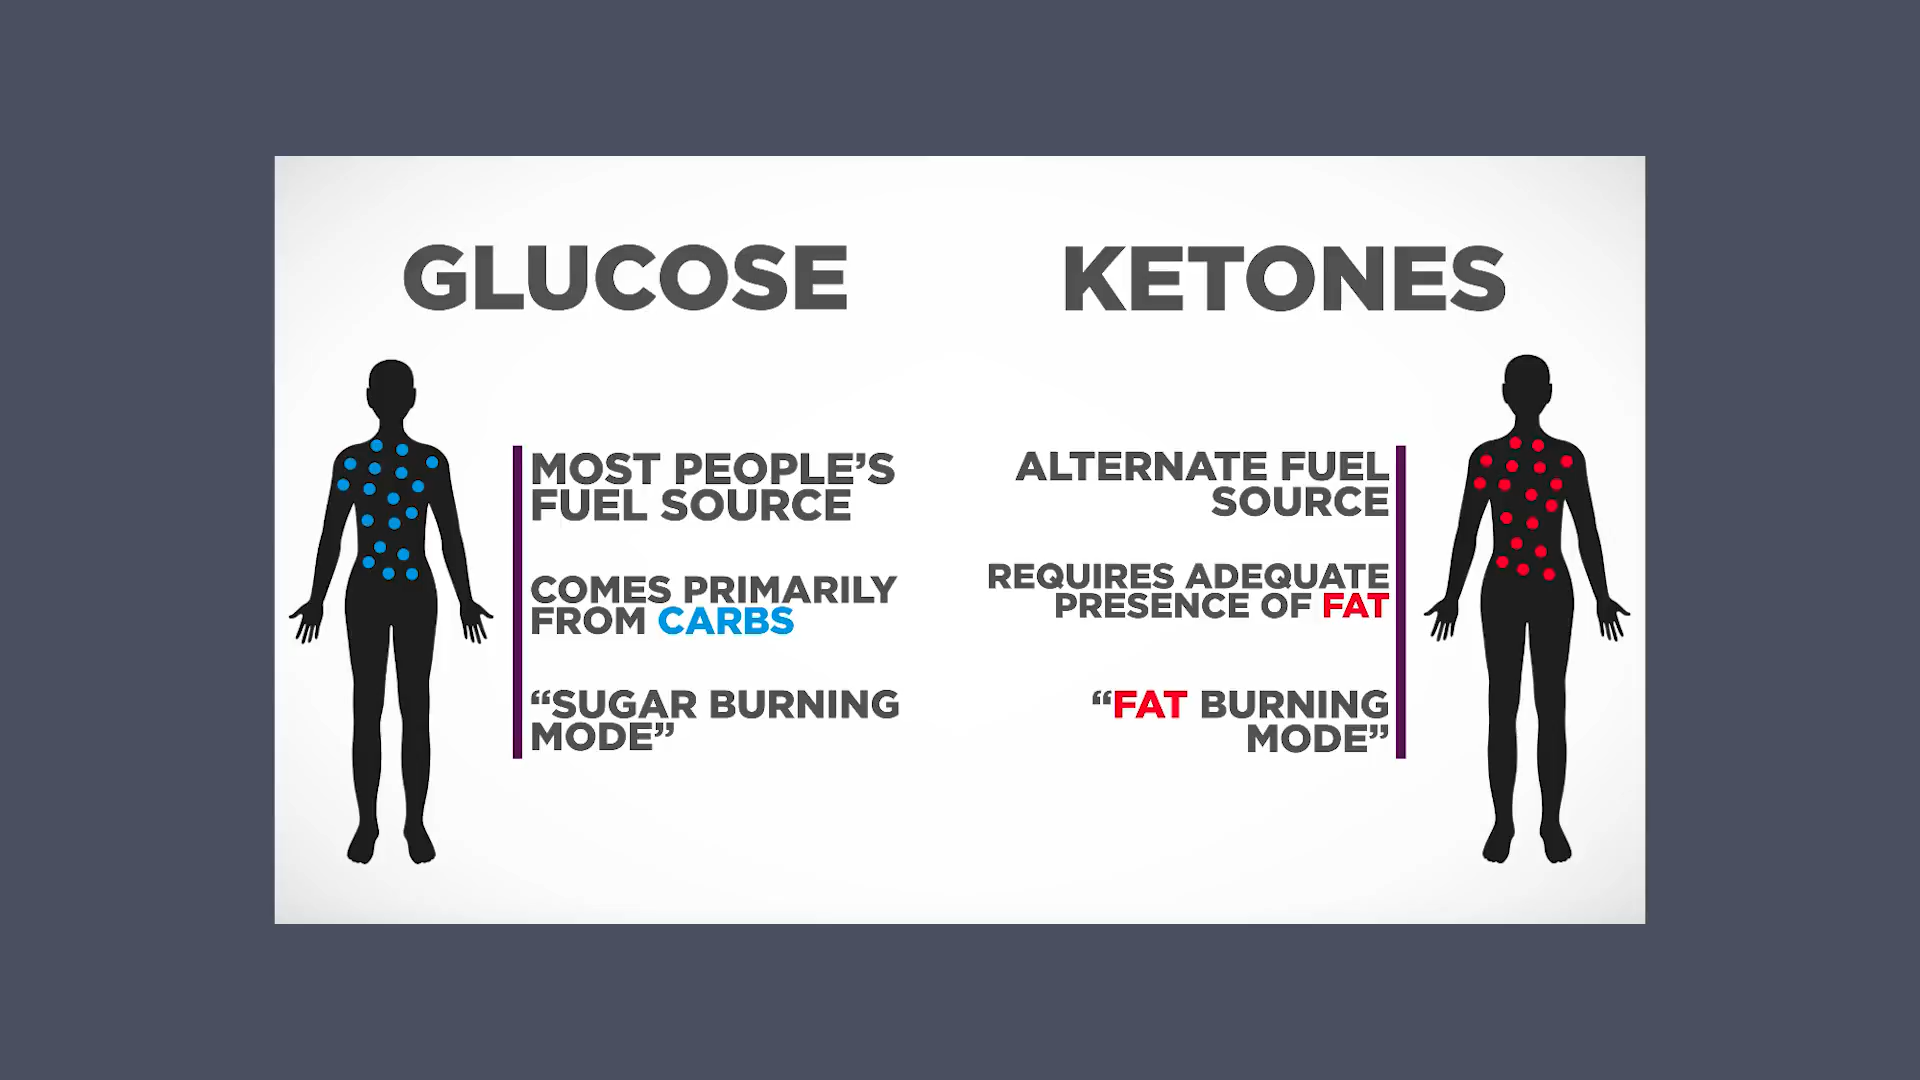 GLUCOSE
MOST PEOPLE’S
FUEL SOURCE
COMES PRIMARILY
FROM CARBS
“SUGAR BURNING
MODE”
KETONES
ALTERNATE FUEL
SOURCE
REQUIRES ADEQUATE
PRESENCE OF FAT
“FAT BURNING
MODE”